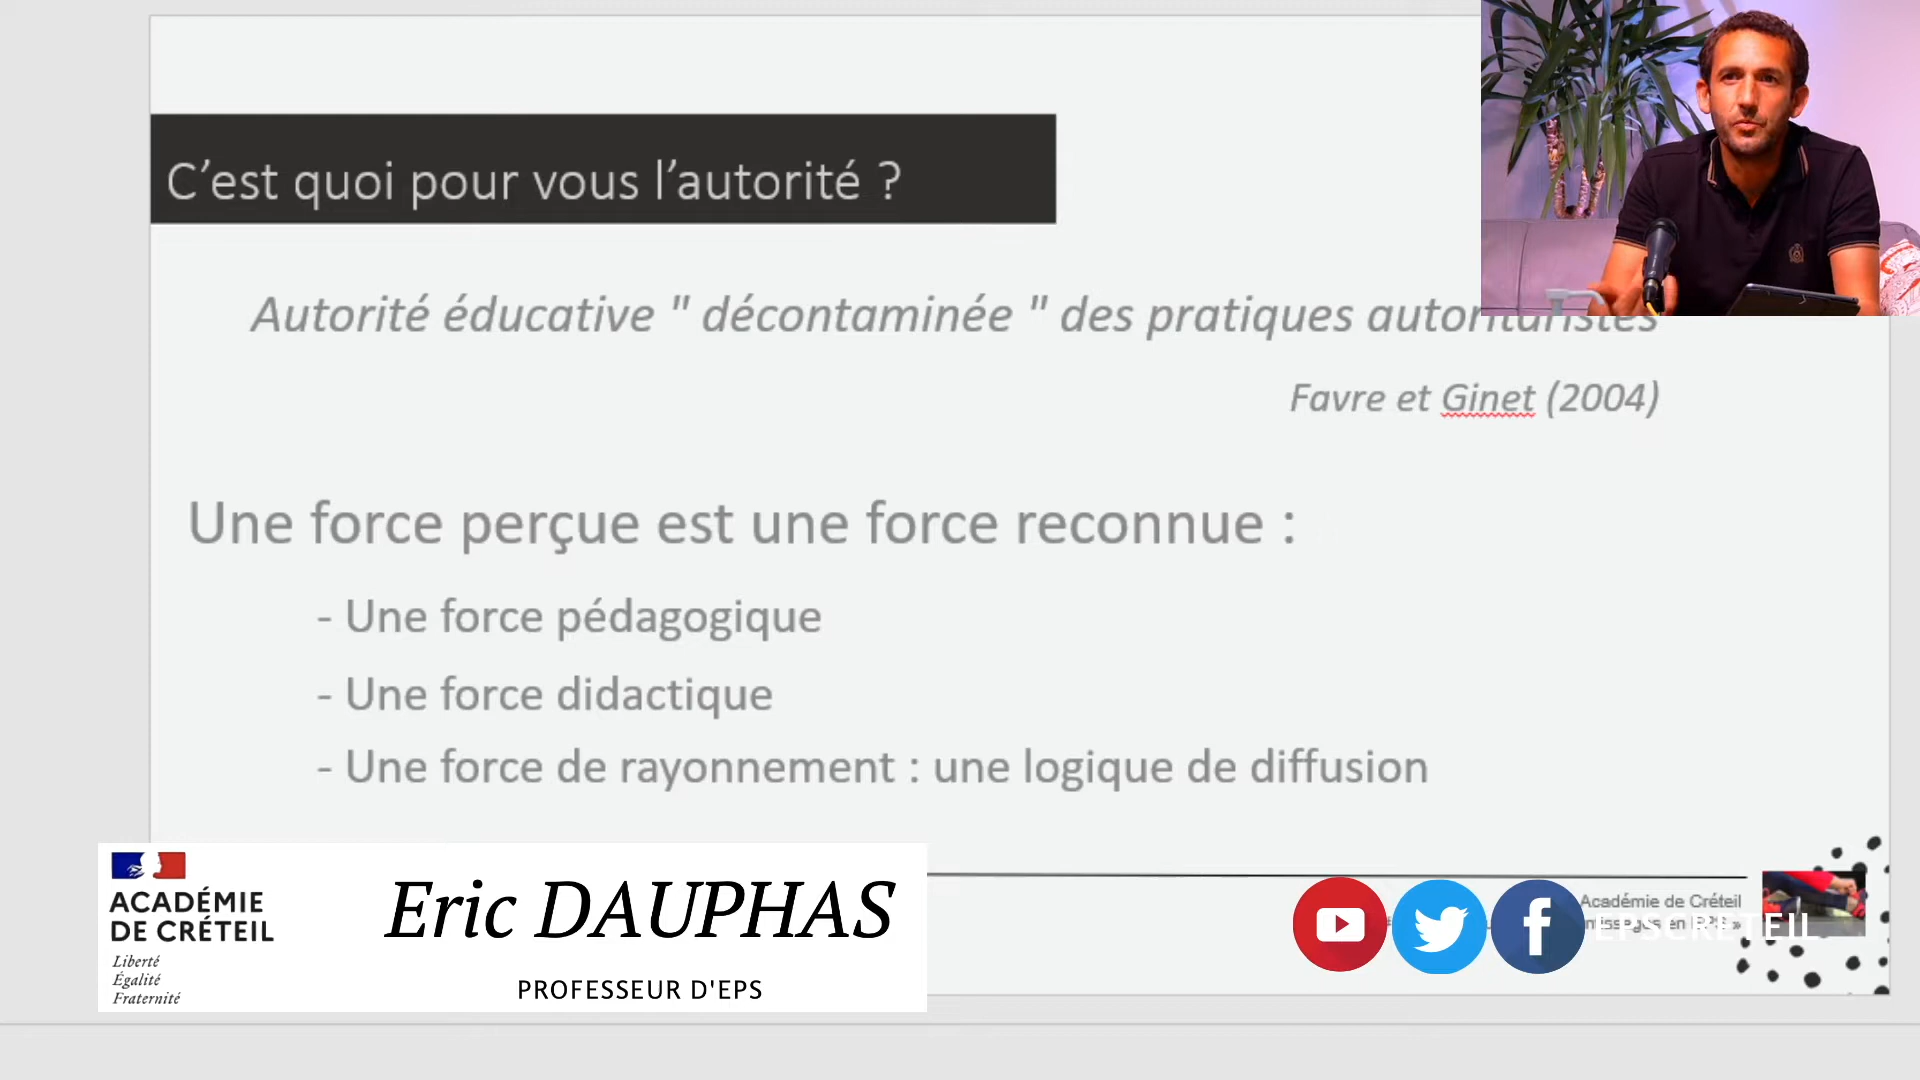 C'est quoi pour vous l'autorité ?
Autorité éducative " décontaminée " des pratiques autoritaristes
Favre et Ginet (2004)
Une force perçue est une force reconnue :
- Une force pédagogique
- Une force didactique
- Une force de rayonnement : une logique de diffusion
ACADÉMIE
DE CRÉTEIL
Liberté
Égalité
Fraternité
Eric DAUPHAS
PROFESSEUR D'EPS
Académie de Créteil
EPSCRETEIL